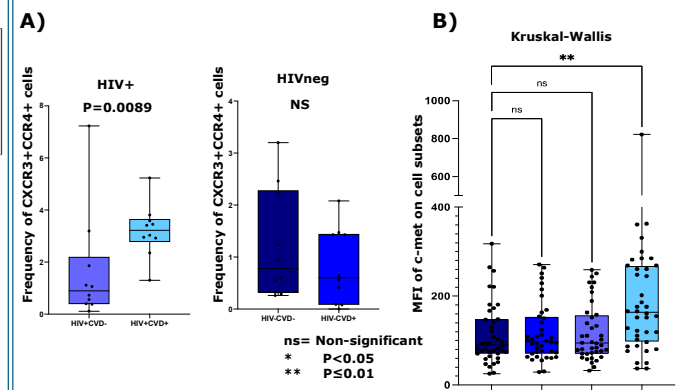 A)
HIV+
P=0.0089
Frequency of CXCR3+CCR4+ cells
8
6
4
2
0
HIV+CVD-
HIV+CVD+
HIVneg
NS
Frequency of CXCR3+CCR4+ cells
4
3
2
1
0
HIV-CVD-
HIV-CVD+
ns= Non-significant
* P<0.05
** P≤0.01
B)
Kruskal-Wallis
**
ns
ns
MFI of c-met on cell subsets
1000
800
600
400
200
0